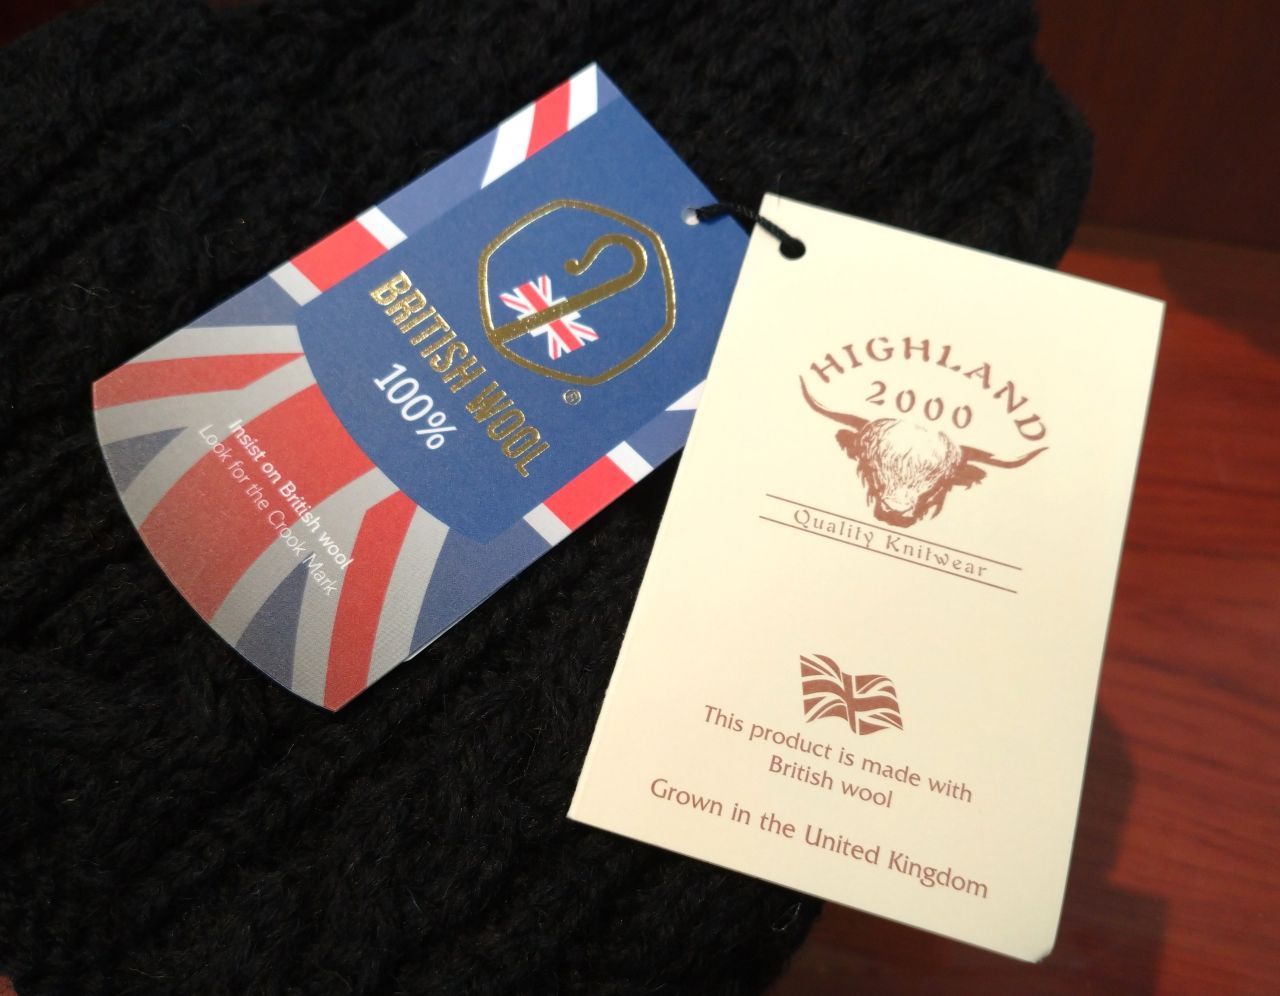 BRITISH WOOL
®
100%
Insist on British wool
Look for the Crook Mark
HIGHLAND
2000
Quality Knitwear
This product is made with
British wool
Grown in the United Kingdom